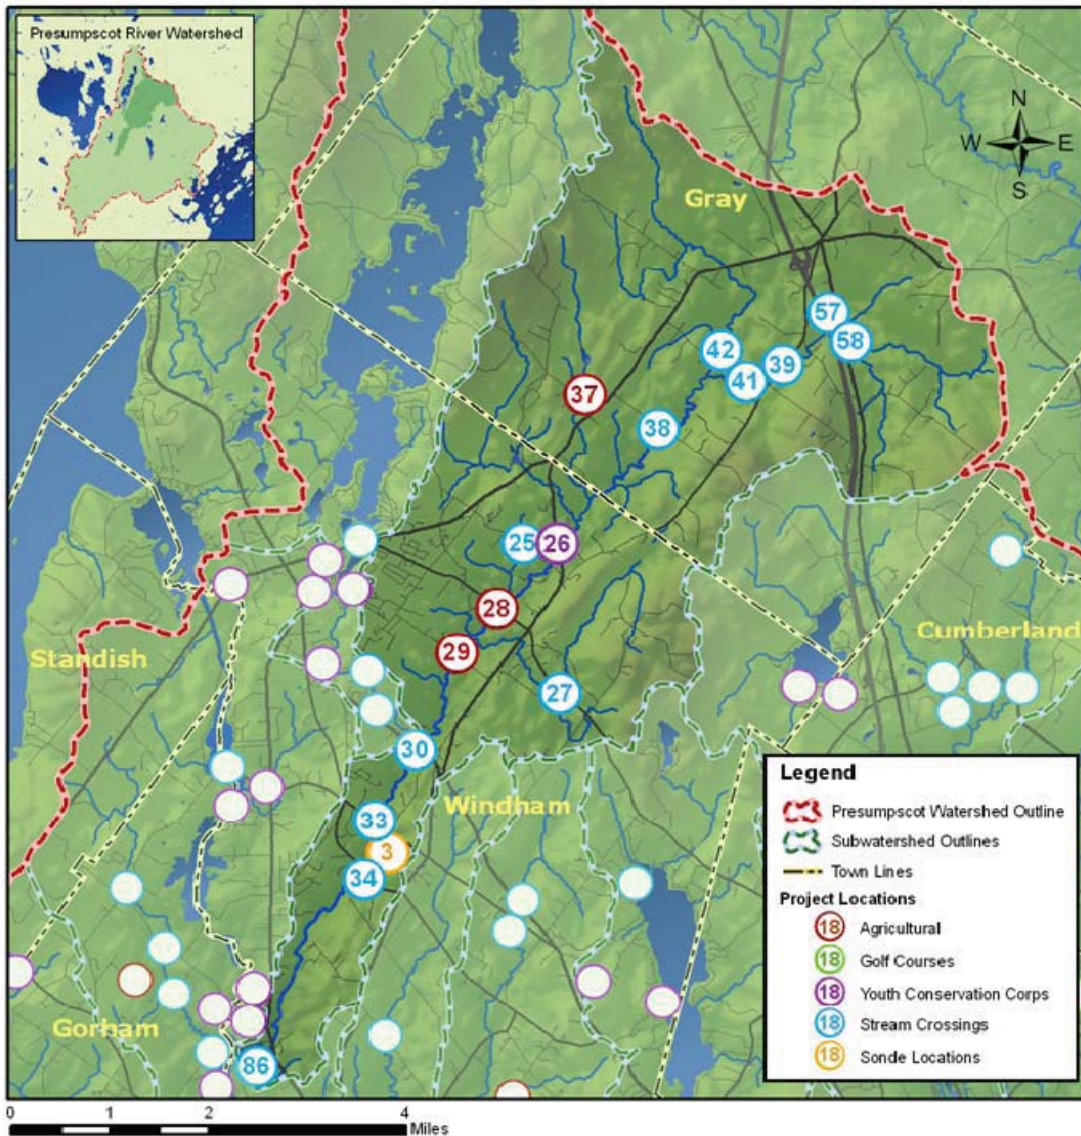 Presumpscot River Watershed
N
W E
S
Gray
57
58
42
39
41
37
38
25
26
28
Standish
Cumberland
29
27
30
Windham
33
3
34
Gorham
86
Legend
Presumpscot Watershed Outline
Subwatershed Outlines
Town Lines
Project Locations
18 Agricultural
18 Golf Courses
18 Youth Conservation Corps
18 Stream Crossings
18 Sonde Locations
0 1 2 4
Miles